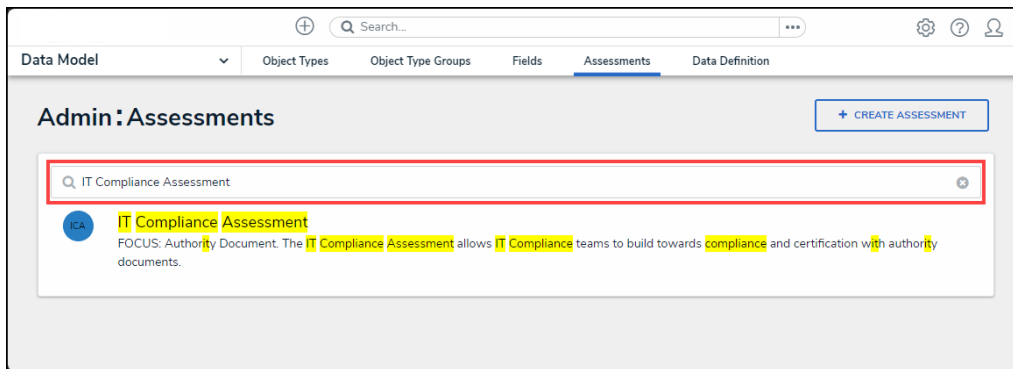 Search...
Data Model
Object Types
Object Type Groups
Fields
Assessments
Data Definition
Admin:Assessments
+ CREATE ASSESSMENT
IT Compliance Assessment
ICA
IT Compliance Assessment
FOCUS: Authority Document. The IT Compliance Assessment allows IT Compliance teams to build towards compliance and certification with authority
documents.